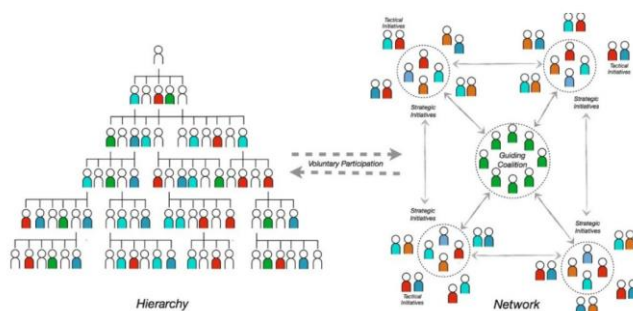 Tactical
Initiatives
Tactical
Initiatives
Strategic
Initiatives
Strategic
Initiatives
Guiding
Coalition
Voluntary Participation
Strategic
Initiatives
Strategic
Initiatives
Tactical
Initiatives
Hierarchy
Network